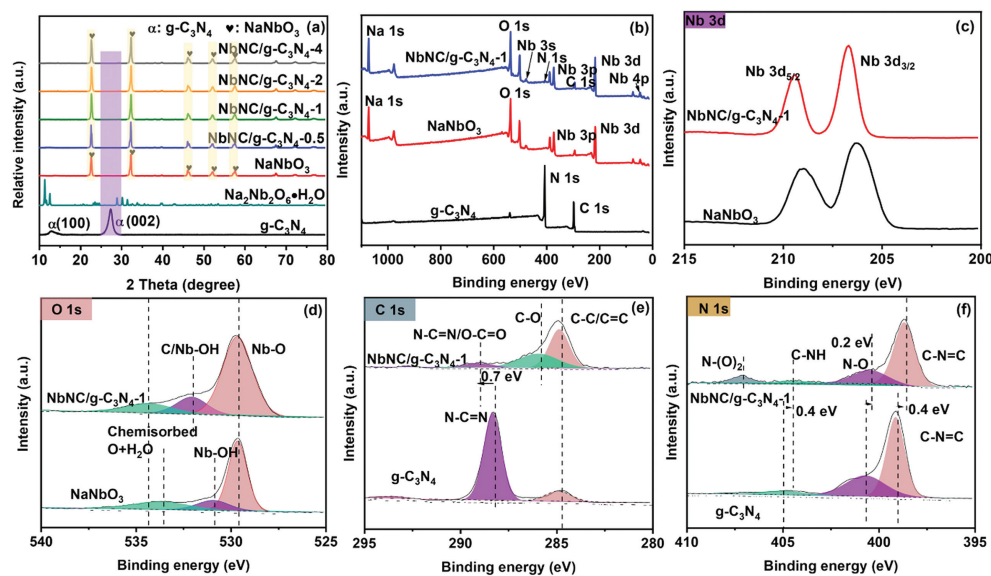 α: g-C₃N₄ ♥: NaNbO₃ (a)
NbNC/g-C₃N₄-4
NbNC/g-C₃N₄-2
NbNC/g-C₃N₄-1
NbNC/g-C₃N₄-0.5
NaNbO₃
Na₂Nb₂O₆•H₂O
α(100) α(002)
g-C₃N₄
10 20 30 40 50 60 70 80
2 Theta (degree)
Relative intensity (a.u.)
(b)
Na 1s
O 1s
Nb 3s
N 1s
Nb 3d
NbNC/g-C₃N₄-1
Nb 3p
C 1s
Nb 4p
Na 1s
O 1s
NaNbO₃
Nb 3p
Nb 3d
N 1s
g-C₃N₄
C 1s
1000 800 600 400 200 0
Binding energy (eV)
Intensity (a.u.)
Nb 3d
(c)
Nb 3d₅/₂
Nb 3d₃/₂
NbNC/g-C₃N₄-1
NaNbO₃
215 210 205 200
Binding energy (eV)
Intensity (a.u.)
O 1s
(d)
C/Nb-OH
Nb-O
NbNC/g-C₃N₄-1
Chemisorbed
O+H₂O
Nb-OH
NaNbO₃
540 535 530 525
Binding energy (eV)
Intensity (a.u.)
C 1s
(e)
C-O
C-C/C=C
N-C=N/O-C=O
NbNC/g-C₃N₄-1
0.7 eV
N-C=N
g-C₃N₄
295 290 285 280
Binding energy (eV)
Intensity (a.u.)
N 1s
(f)
0.2 eV
N-(O)₂
C-NH
N-O
C-N=C
NbNC/g-C₃N₄-1
0.4 eV
0.4 eV
C-N=C
g-C₃N₄
410 405 400 395
Binding energy (eV)
Intensity (a.u.)